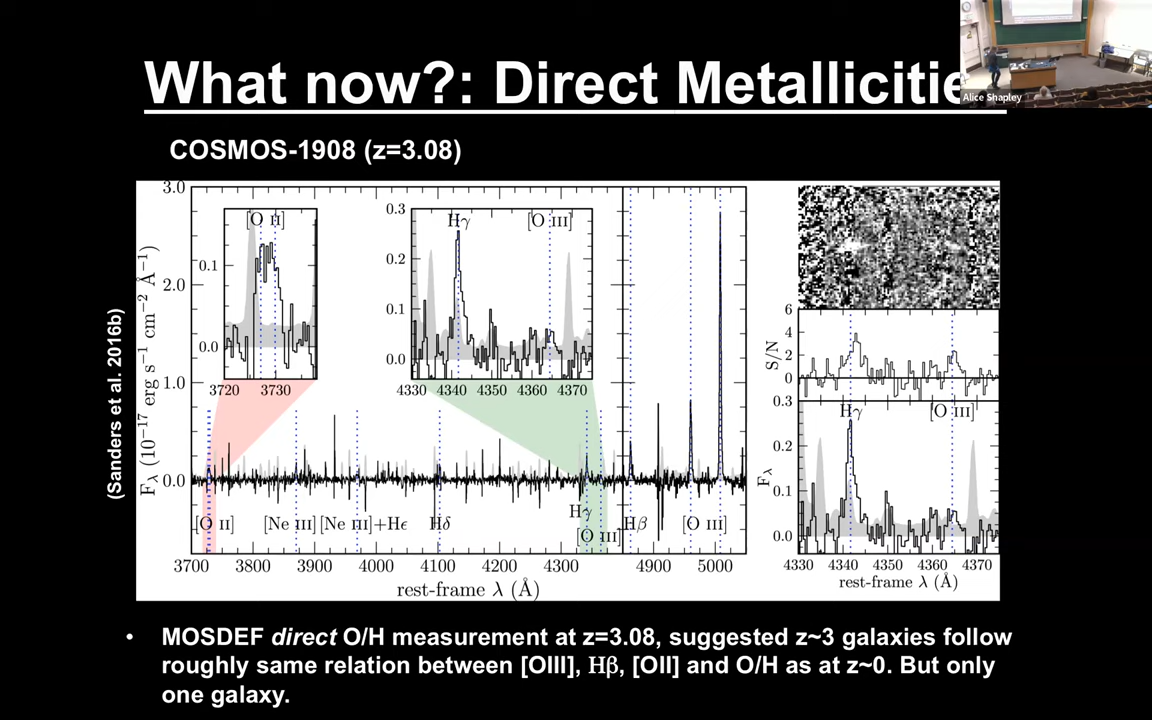 What now?: Direct Metallicitie
Alice Shapley
COSMOS-1908 (z=3.08)
(Sanders et al. 2016b)
F_λ (10^−17 erg s^−1 cm^−2 Å^−1)
3.0
2.0
1.0
0.0
[O II]
0.1
0.0
3720 3730
0.3
0.2
0.1
0.0
Hγ [O III]
4330 4340 4350 4360 4370
[O II] [Ne III] [Ne III]+Hϵ Hδ Hγ [O III] Hβ [O III]
3700 3800 3900 4000 4100 4200 4300 4900 5000
rest-frame λ (Å)
S/N
6
4
2
0
F_λ
0.3
0.2
0.1
0.0
Hγ [O III]
4330 4340 4350 4360 4370
rest-frame λ (Å)
• MOSDEF direct O/H measurement at z=3.08, suggested z~3 galaxies follow
roughly same relation between [OIII], Hβ, [OII] and O/H as at z~0. But only
one galaxy.